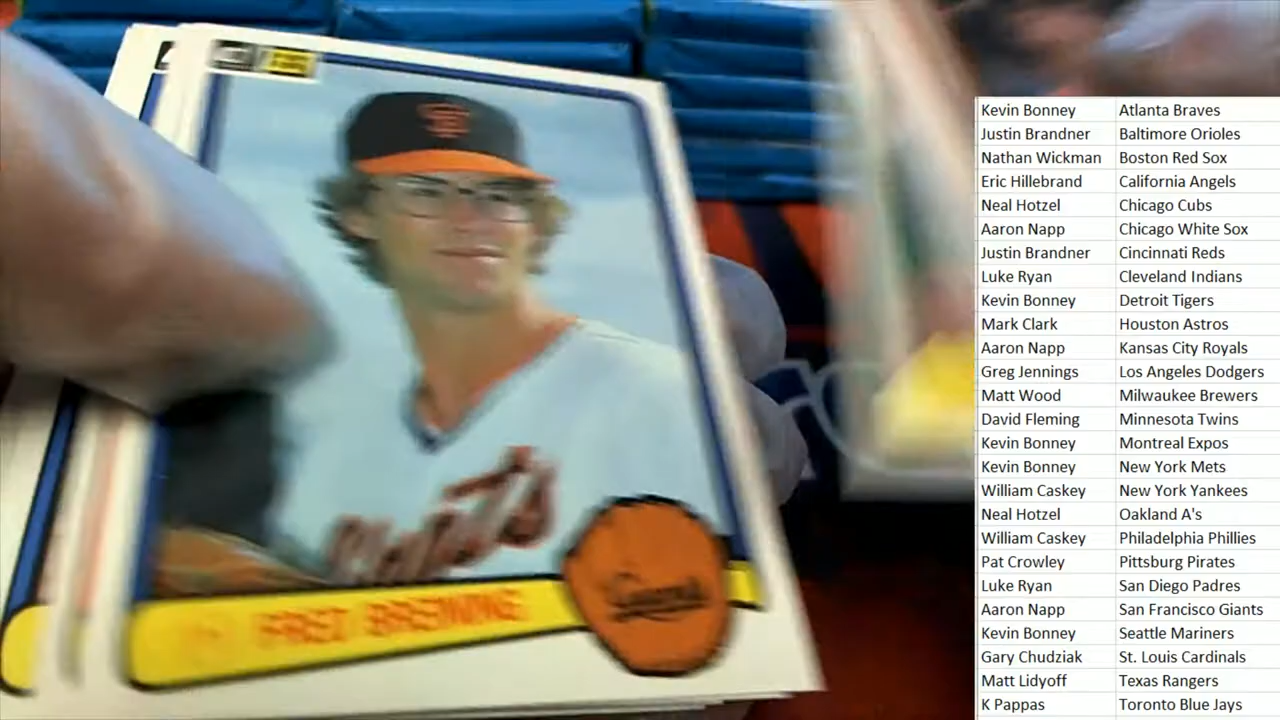 SF
Giants
FRED BREINING
Giants
Kevin Bonney Atlanta Braves
Justin Brandner Baltimore Orioles
Nathan Wickman Boston Red Sox
Eric Hillebrand California Angels
Neal Hotzel Chicago Cubs
Aaron Napp Chicago White Sox
Justin Brandner Cincinnati Reds
Luke Ryan Cleveland Indians
Kevin Bonney Detroit Tigers
Mark Clark Houston Astros
Aaron Napp Kansas City Royals
Greg Jennings Los Angeles Dodgers
Matt Wood Milwaukee Brewers
David Fleming Minnesota Twins
Kevin Bonney Montreal Expos
Kevin Bonney New York Mets
William Caskey New York Yankees
Neal Hotzel Oakland A's
William Caskey Philadelphia Phillies
Pat Crowley Pittsburg Pirates
Luke Ryan San Diego Padres
Aaron Napp San Francisco Giants
Kevin Bonney Seattle Mariners
Gary Chudziak St. Louis Cardinals
Matt Lidyoff Texas Rangers
K Pappas Toronto Blue Jays